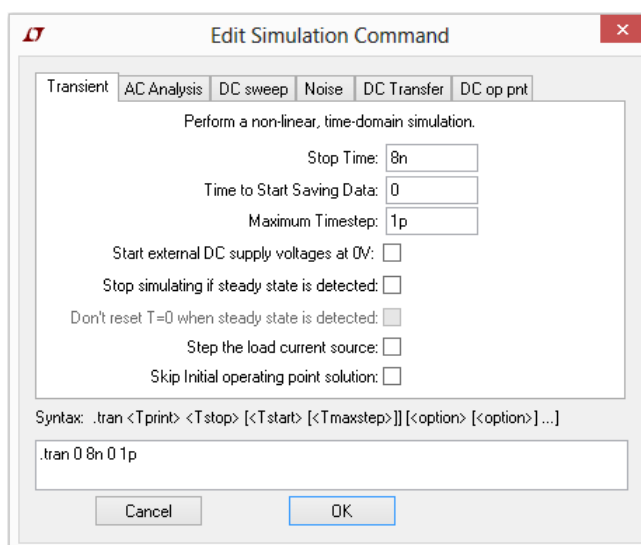 Edit Simulation Command
Transient AC Analysis DC sweep Noise DC Transfer DC op pnt
Perform a non-linear, time-domain simulation.
Stop Time: 8n
Time to Start Saving Data: 0
Maximum Timestep: 1p
Start external DC supply voltages at 0V:
Stop simulating if steady state is detected:
Don't reset T=0 when steady state is detected:
Step the load current source:
Skip Initial operating point solution:
Syntax: .tran <Tprint> <Tstop> [<Tstart> [<Tmaxstep>]] [<option> [<option>] ...]
.tran 0 8n 0 1p
Cancel OK